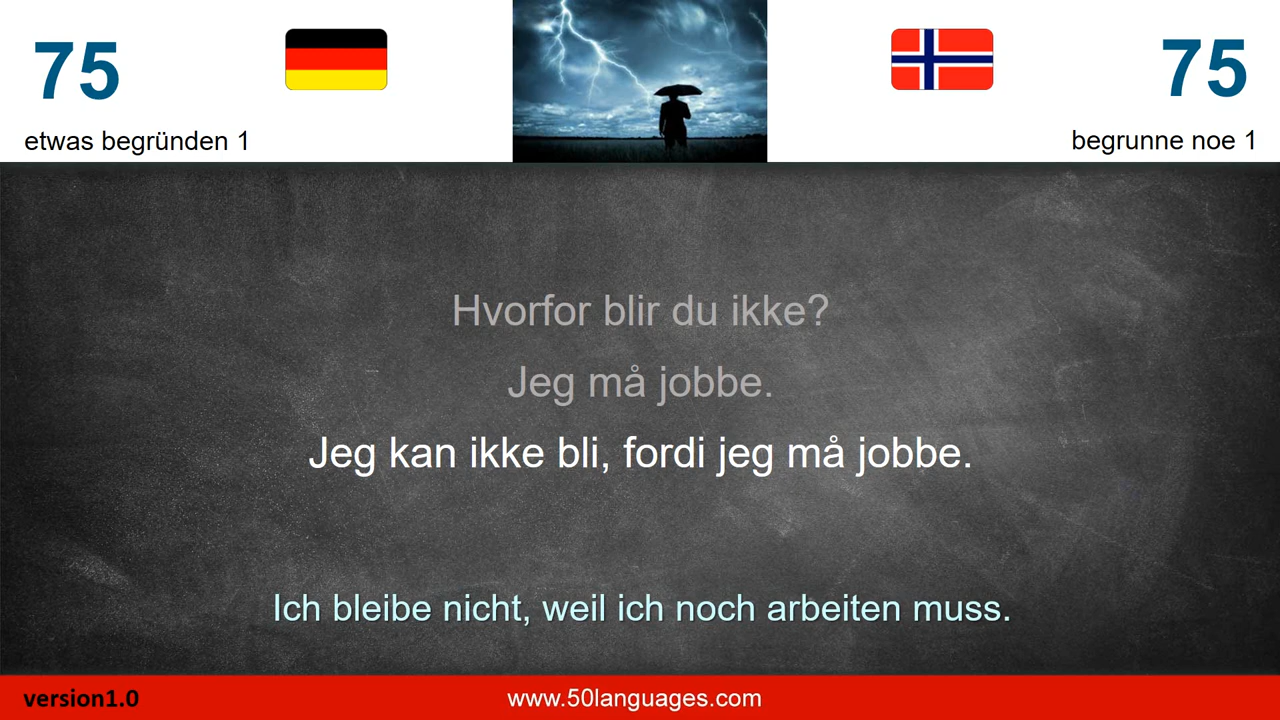 75
75
etwas begründen 1
begrunne noe 1
Hvorfor blir du ikke?
Jeg må jobbe.
Jeg kan ikke bli, fordi jeg må jobbe.
Ich bleibe nicht, weil ich noch arbeiten muss.
version1.0
www.50languages.com